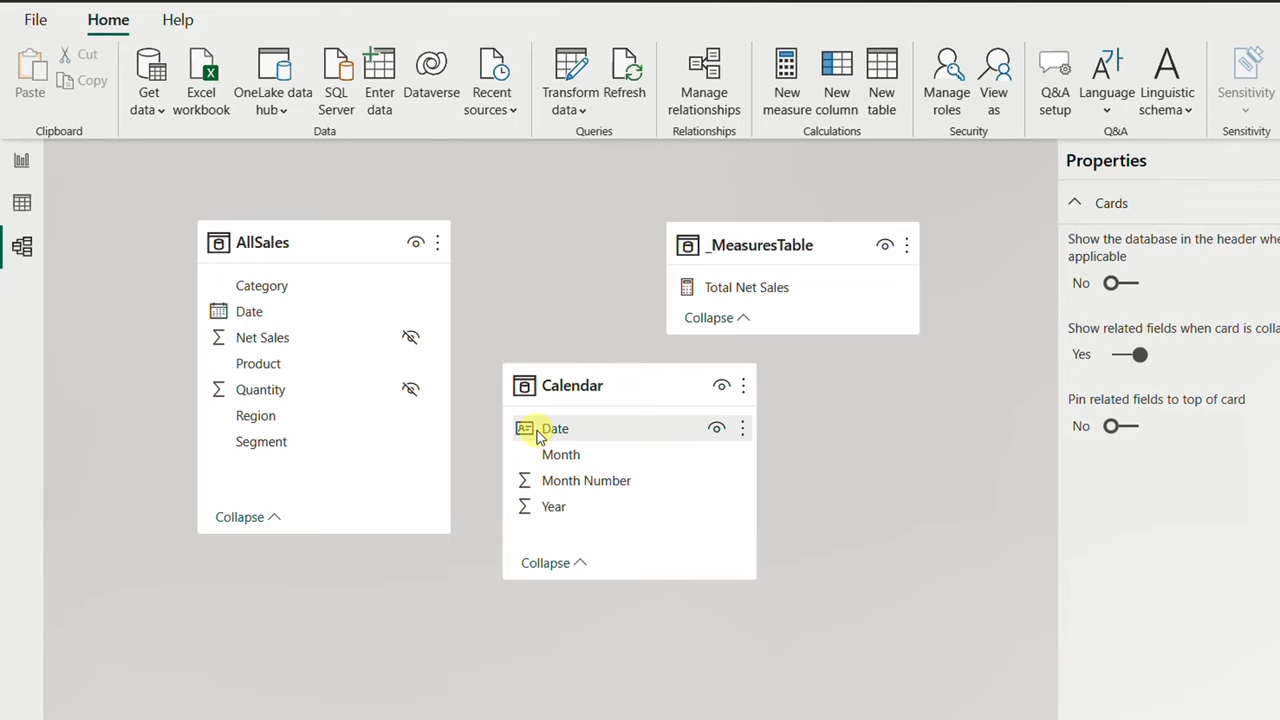 File Home Help
Paste
Cut
Copy
Get data
Excel workbook
OneLake data hub
SQL Server
Enter data
Dataverse
Recent sources
Transform data
Refresh
Manage relationships
New measure
New column
New table
Manage roles
View as
Q&A setup
Language
Linguistic schema
Sensitivity
Clipboard
Data
Queries
Relationships
Calculations
Security
Q&A
Sensitivity
AllSales
Category
Date
Net Sales
Product
Quantity
Region
Segment
Collapse
_MeasuresTable
Total Net Sales
Collapse
Calendar
Date
Month
Month Number
Year
Collapse
Properties
Cards
Show the database in the header
applicable
No
Show related fields when card is
Yes
Pin related fields to top of card
No